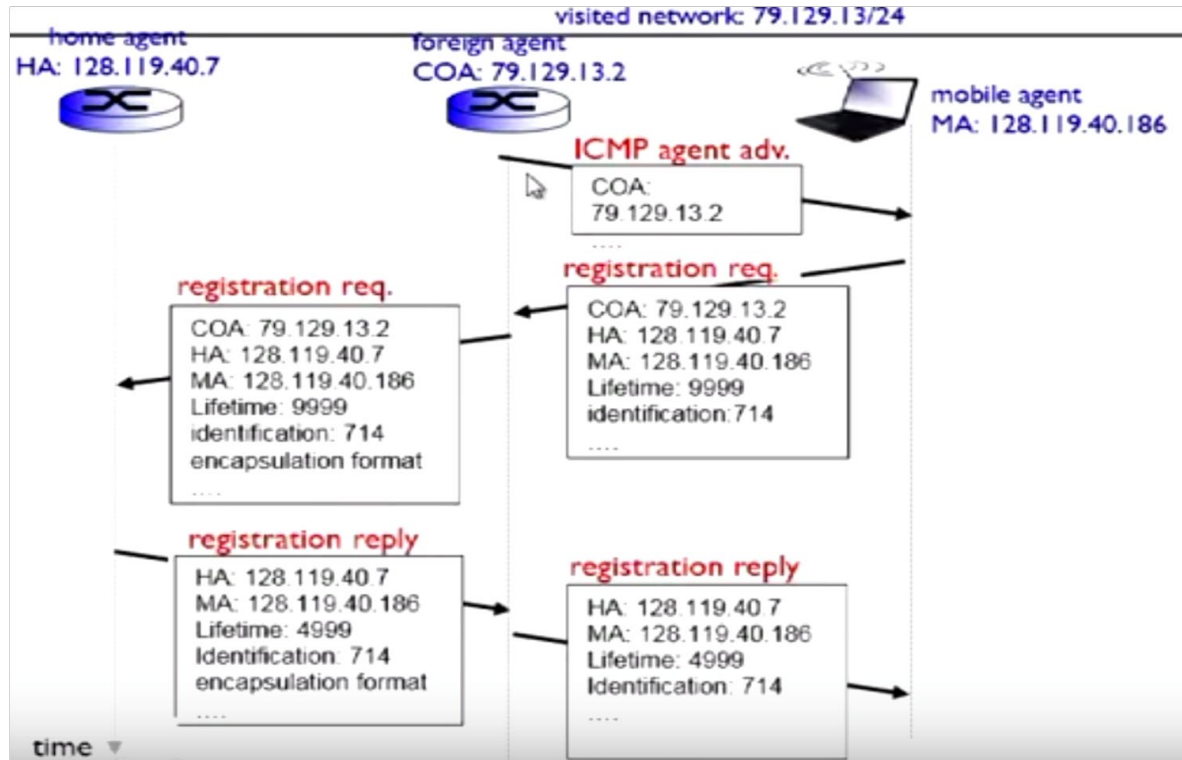 visited network: 79.129.13/24
home agent
HA: 128.119.40.7
foreign agent
COA: 79.129.13.2
mobile agent
MA: 128.119.40.186
ICMP agent adv.
COA:
79.129.13.2
....
registration req.
COA: 79.129.13.2
HA: 128.119.40.7
MA: 128.119.40.186
Lifetime: 9999
identification:714
....
registration req.
COA: 79.129.13.2
HA: 128.119.40.7
MA: 128.119.40.186
Lifetime: 9999
identification: 714
encapsulation format
....
registration reply
HA: 128.119.40.7
MA: 128.119.40.186
Lifetime: 4999
Identification: 714
encapsulation format
....
registration reply
HA: 128.119.40.7
MA: 128.119.40.186
Lifetime: 4999
Identification: 714
....
time